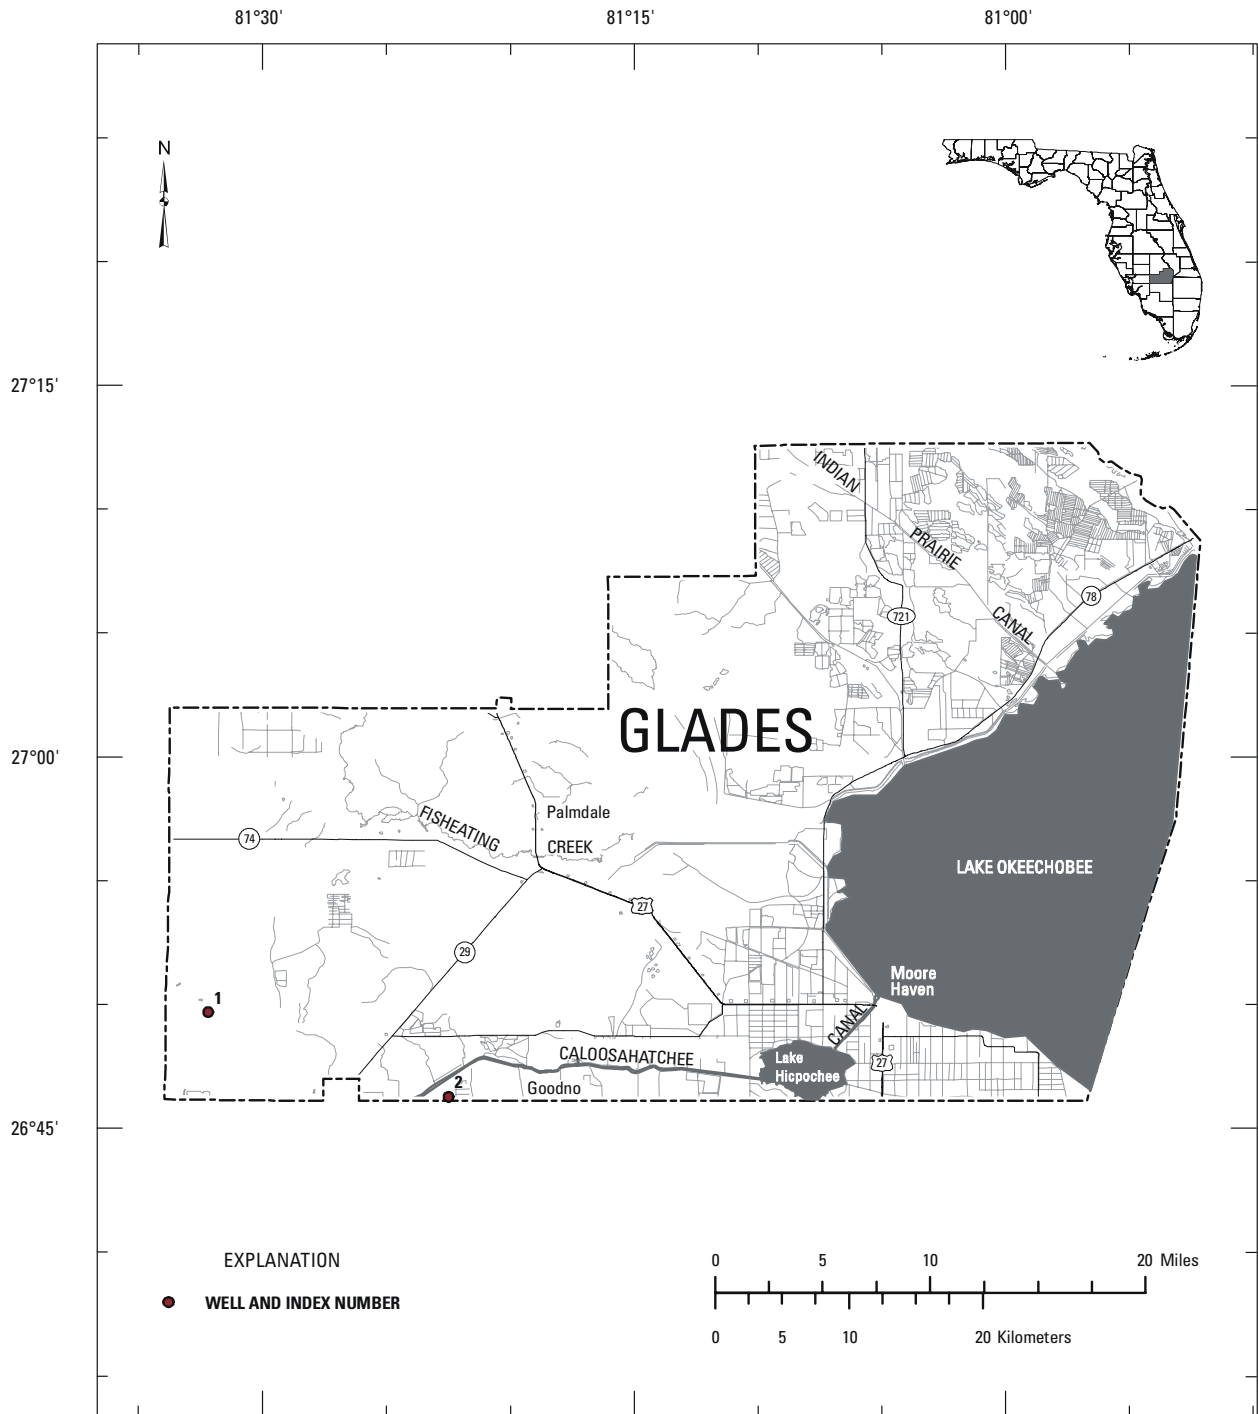 81°30' 81°15' 81°00'
N
27°15'
INDIAN
PRAIRIE
78
CANAL
721
GLADES
27°00'
Palmdale
FISHEATING
74
CREEK
LAKE OKEECHOBEE
27
29
Moore
Haven
1
CANAL
CALOOSAHATCHEE
Lake
Hicpochee
27
2
Goodno
26°45'
EXPLANATION
WELL AND INDEX NUMBER
0 5 10 20 Miles
0 5 10 20 Kilometers